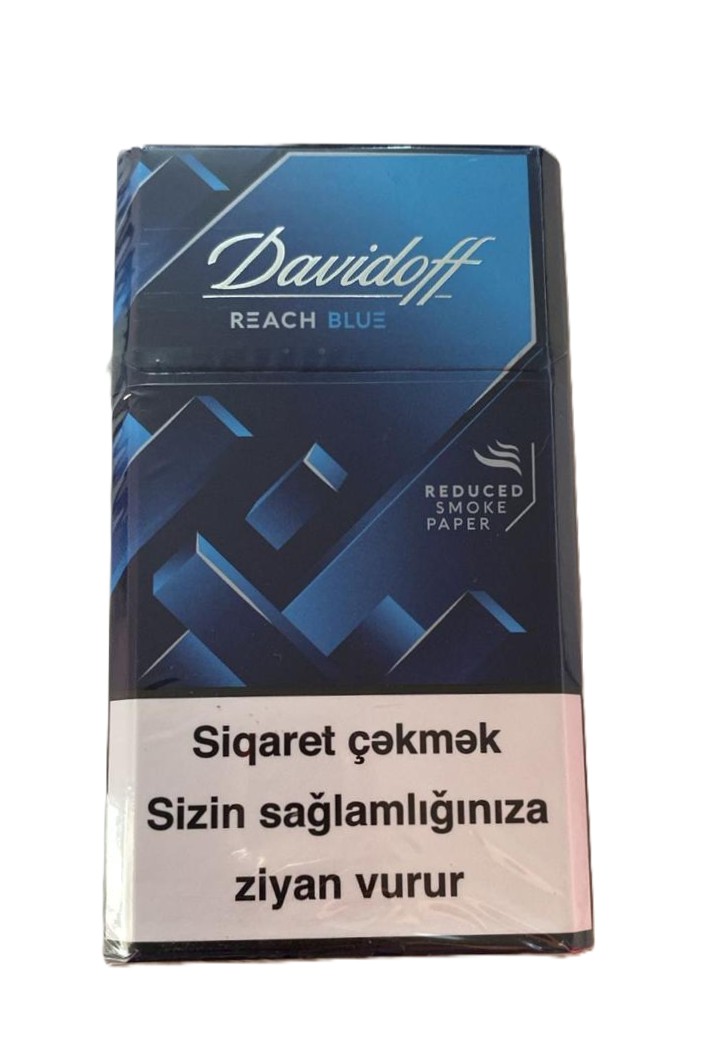 Davidoff
REACH BLUE
REDUCED
SMOKE
PAPER
Siqaret çəkmək
Sizin sağlamlığınıza
ziyan vurur